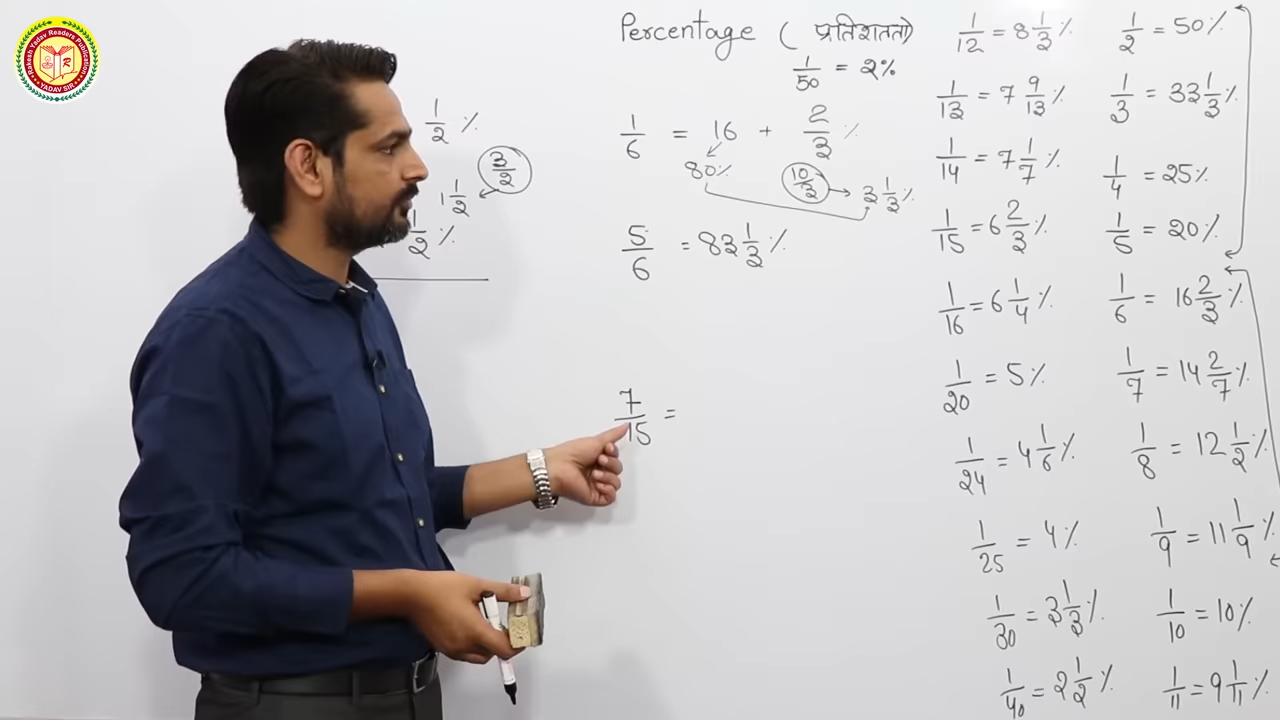 Rakesh Yadav Readers Publication
YADAV SIR
Percentage ( प्रतिशतता )
1/50 = 2%
1/2 %
3/2
1 1/2
1/2 %
1/6 = 16 + 2/3 %
80%
10/3
3 1/3 %
5/6 = 83 1/3 %
7/15 =
1/12 = 8 1/3 %
1/13 = 7 9/13 %
1/14 = 7 1/7 %
1/15 = 6 2/3 %
1/16 = 6 1/4 %
1/20 = 5%
1/24 = 4 1/6 %
1/25 = 4%
1/30 = 3 1/3 %
1/40 = 2 1/2 %
1/2 = 50%
1/3 = 33 1/3 %
1/4 = 25%
1/5 = 20%
1/6 = 16 2/3 %
1/7 = 14 2/7 %
1/8 = 12 1/2 %
1/9 = 11 1/9 %
1/10 = 10%
1/11 = 9 1/11 %